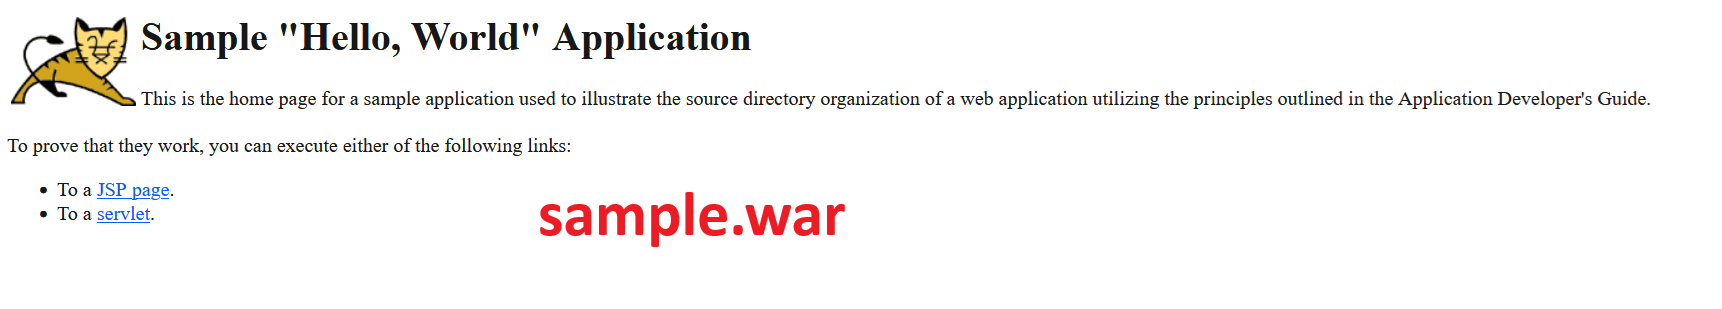 Sample "Hello, World" Application
This is the home page for a sample application used to illustrate the source directory organization of a web application utilizing the principles outlined in the Application Developer's Guide.
To prove that they work, you can execute either of the following links:
• To a JSP page.
• To a servlet.
sample.war